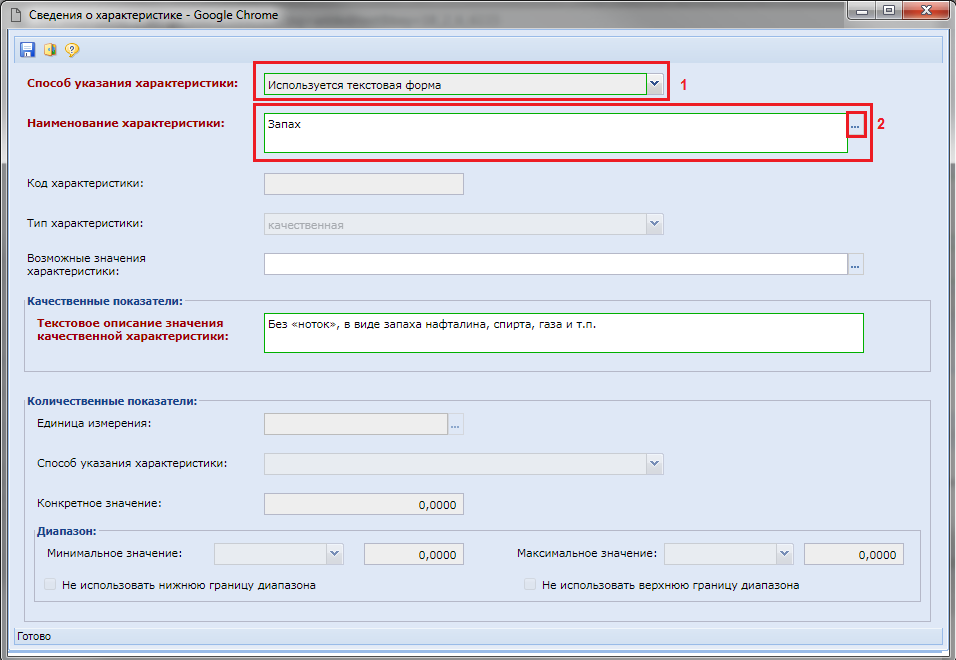 Сведения о характеристике - Google Chrome
Способ указания характеристики:
Используется текстовая форма
1
Наименование характеристики:
Запах
...
2
Код характеристики:
Тип характеристики:
качественная
Возможные значения
характеристики:
...
Качественные показатели:
Текстовое описание значения
качественной характеристики:
Без «ноток», в виде запаха нафталина, спирта, газа и т.п.
Количественные показатели:
Единица измерения:
...
Способ указания характеристики:
Конкретное значение:
0,0000
Диапазон:
Минимальное значение:
0,0000
Максимальное значение:
0,0000
Не использовать нижнюю границу диапазона
Не использовать верхнюю границу диапазона
Готово